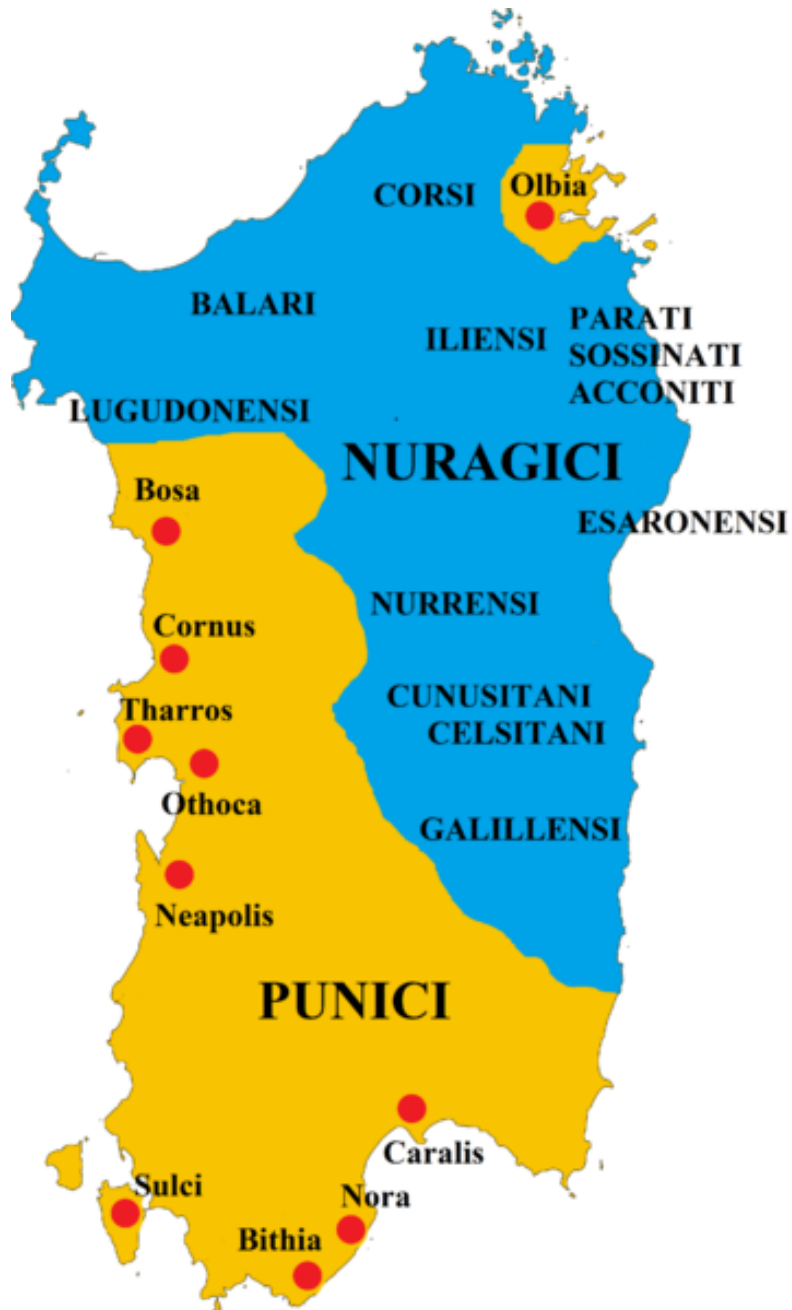 Olbia
CORSI
BALARI
ILIENSI
PARATI
SOSSINATI
ACCONITI
LUGUDONENSI
NURAGICI
Bosa
ESARONENSI
NURRENSI
Cornus
CUNUSITANI
CELSITANI
Tharros
Othoca
GALILLENSI
Neapolis
PUNICI
Caralis
Sulci
Nora
Bithia